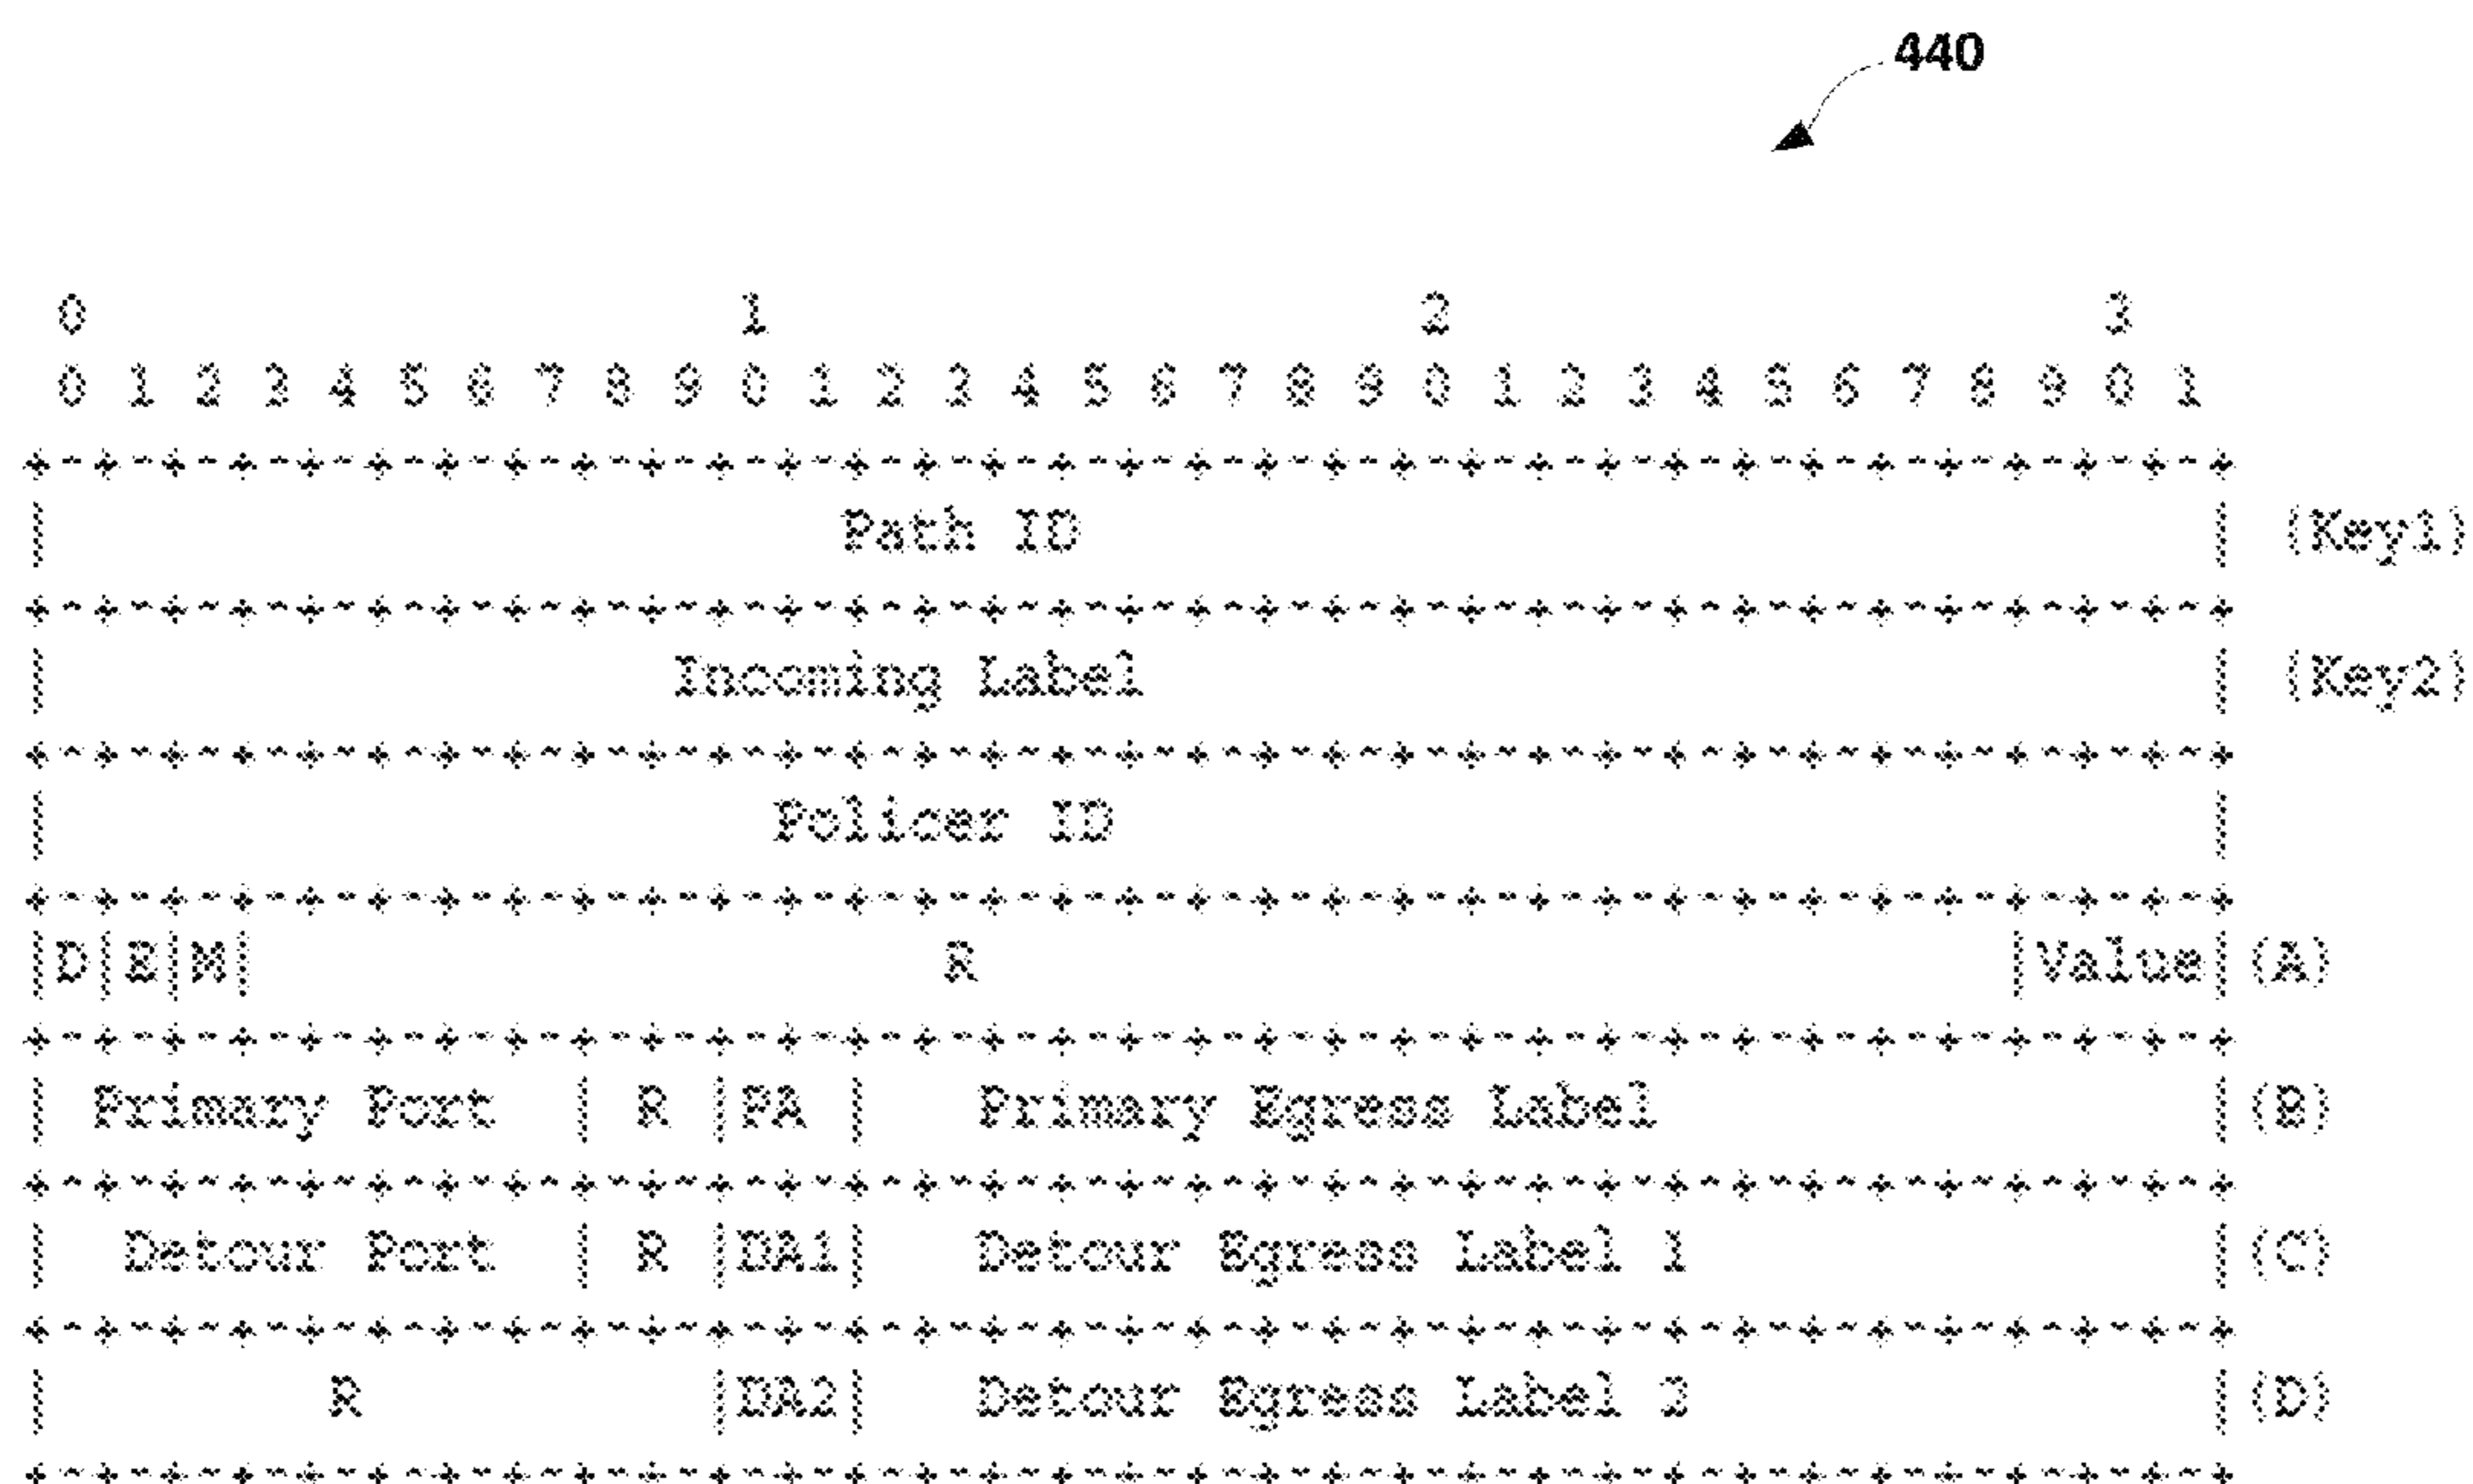 440
0 1 2 3
0 1 2 3 4 5 6 7 8 9 0 1 2 3 4 5 6 7 8 9 0 1 2 3 4 5 6 7 8 9 0 1
+-+-+-+-+-+-+-+-+-+-+-+-+-+-+-+-+-+-+-+-+-+-+-+-+-+-+-+-+-+-+-+-+
| Path ID | (Key1)
+-+-+-+-+-+-+-+-+-+-+-+-+-+-+-+-+-+-+-+-+-+-+-+-+-+-+-+-+-+-+-+-+
| Incoming Label | (Key2)
+-+-+-+-+-+-+-+-+-+-+-+-+-+-+-+-+-+-+-+-+-+-+-+-+-+-+-+-+-+-+-+-+
| Policer ID |
+-+-+-+-+-+-+-+-+-+-+-+-+-+-+-+-+-+-+-+-+-+-+-+-+-+-+-+-+-+-+-+-+
|D|E|M| R |Value| (A)
+-+-+-+-+-+-+-+-+-+-+-+-+-+-+-+-+-+-+-+-+-+-+-+-+-+-+-+-+-+-+-+-+
| Primary Port | R |PA | Primary Egress Label | (B)
+-+-+-+-+-+-+-+-+-+-+-+-+-+-+-+-+-+-+-+-+-+-+-+-+-+-+-+-+-+-+-+-+
| Detour Port | R |DA1| Detour Egress Label 1 | (C)
+-+-+-+-+-+-+-+-+-+-+-+-+-+-+-+-+-+-+-+-+-+-+-+-+-+-+-+-+-+-+-+-+
| R |DA2| Detour Egress Label 2 | (D)
+-+-+-+-+-+-+-+-+-+-+-+-+-+-+-+-+-+-+-+-+-+-+-+-+-+-+-+-+-+-+-+-+